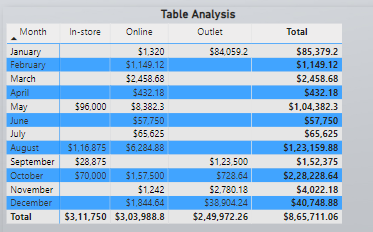 Table Analysis
Month In-store Online Outlet Total
January $1,320 $84,059.2 $85,379.2
February $1,149.12 $1,149.12
March $2,458.68 $2,458.68
April $432.18 $432.18
May $96,000 $8,382.3 $1,04,382.3
June $57,750 $57,750
July $65,625 $65,625
August $1,16,875 $6,284.88 $1,23,159.88
September $28,875 $1,23,500 $1,52,375
October $70,000 $1,57,500 $728.64 $2,28,228.64
November $1,242 $2,780.18 $4,022.18
December $1,844.64 $38,904.24 $40,748.88
Total $3,11,750 $3,03,988.8 $2,49,972.26 $8,65,711.06